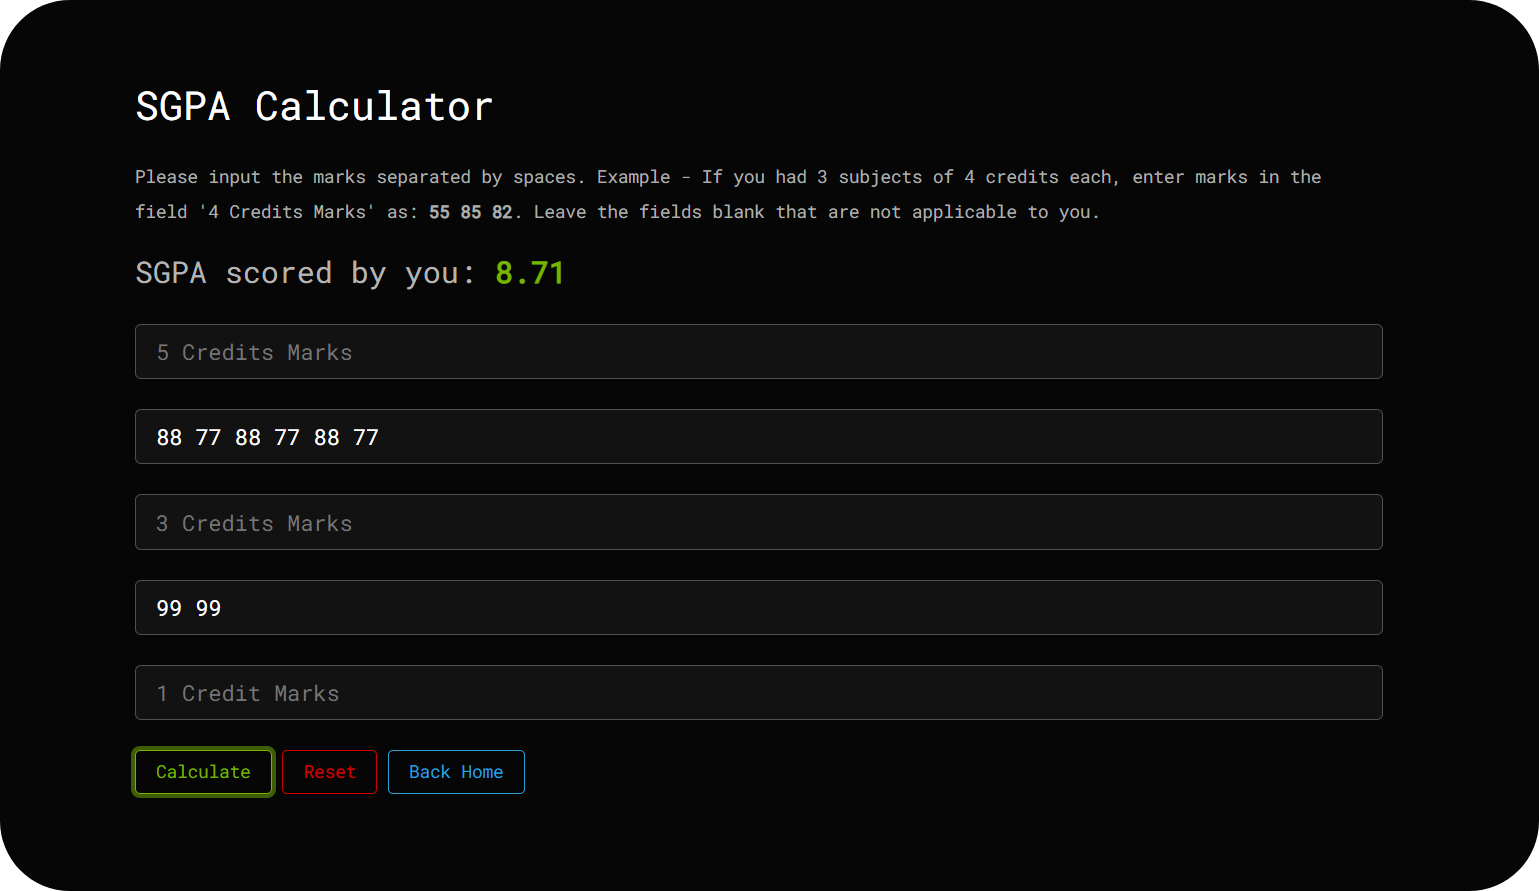 SGPA Calculator
Please input the marks separated by spaces. Example - If you had 3 subjects of 4 credits each, enter marks in the
field '4 Credits Marks' as: 55 85 82. Leave the fields blank that are not applicable to you.
SGPA scored by you: 8.71
5 Credits Marks
88 77 88 77 88 77
3 Credits Marks
99 99
1 Credit Marks
Calculate Reset Back Home